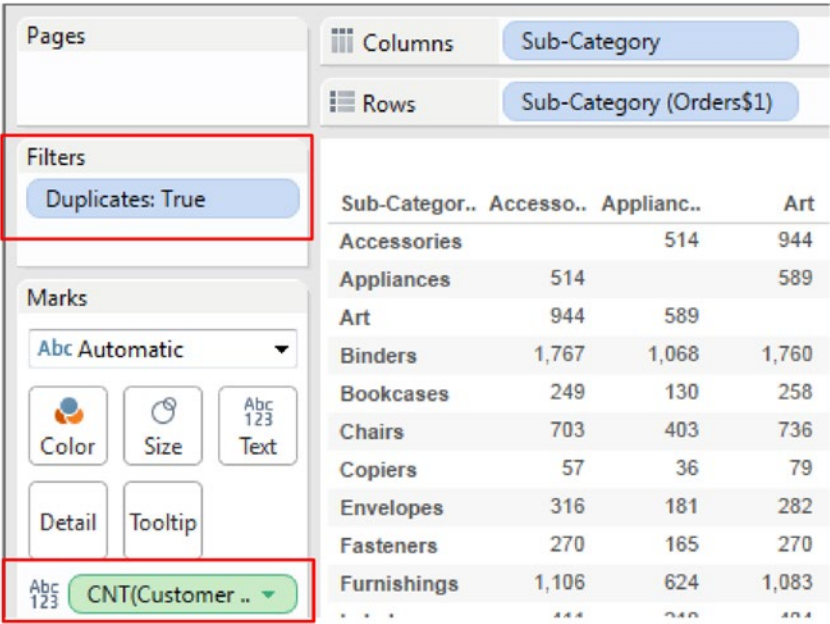 Pages
Columns Sub-Category
Rows Sub-Category (Orders$1)
Filters
Duplicates: True
Marks
Abc Automatic
Color
Size
Abc
123
Text
Detail
Tooltip
Abc
123
CNT(Customer ..
Sub-Categor.. Accesso.. Applianc.. Art
Accessories 514 944
Appliances 514 589
Art 944 589
Binders 1,767 1,068 1,760
Bookcases 249 130 258
Chairs 703 403 736
Copiers 57 36 79
Envelopes 316 181 282
Fasteners 270 165 270
Furnishings 1,106 624 1,083